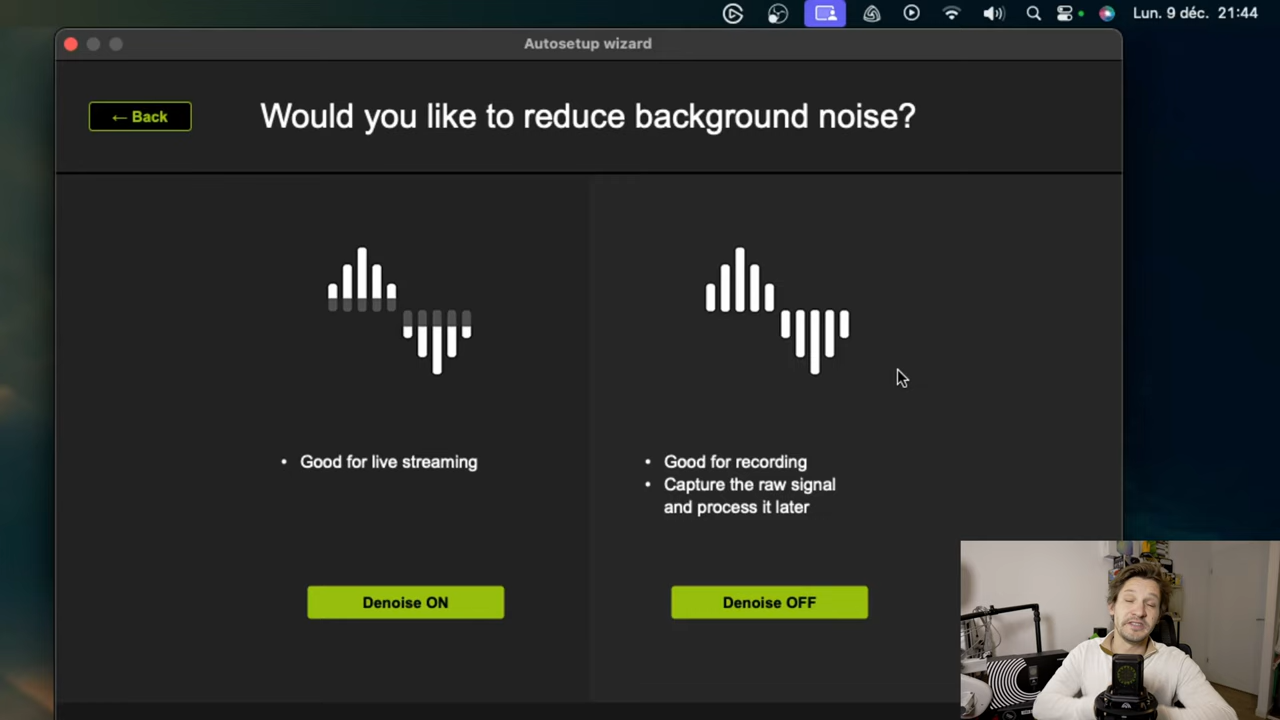 Lun. 9 déc. 21:44
Autosetup wizard
← Back
Would you like to reduce background noise?
• Good for live streaming
Denoise ON
• Good for recording
• Capture the raw signal
and process it later
Denoise OFF